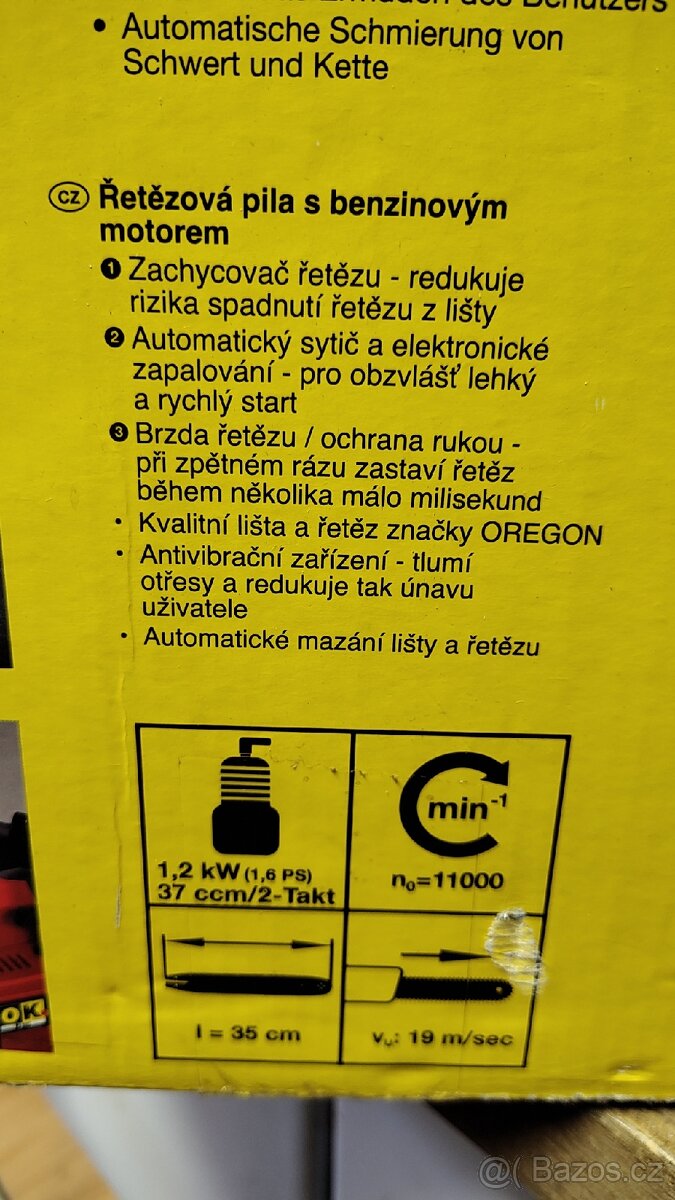 des Benutzers
• Automatische Schmierung von
Schwert und Kette
CZ Řetězová pila s benzinovým
motorem
❶ Zachycovač řetězu - redukuje
rizika spadnutí řetězu z lišty
❷ Automatický sytič a elektronické
zapalování - pro obzvlášť lehký
a rychlý start
❸ Brzda řetězu / ochrana rukou -
při zpětném rázu zastaví řetěz
během několika málo milisekund
• Kvalitní lišta a řetěz značky OREGON
• Antivibrační zařízení - tlumí
otřesy a redukuje tak únavu
uživatele
• Automatické mazání lišty a řetězu
min⁻¹
1,2 kW (1,6 PS)
37 ccm/2-Takt
n₀=11000
l = 35 cm
vᵤ: 19 m/sec
OK
@( Bazos.cz